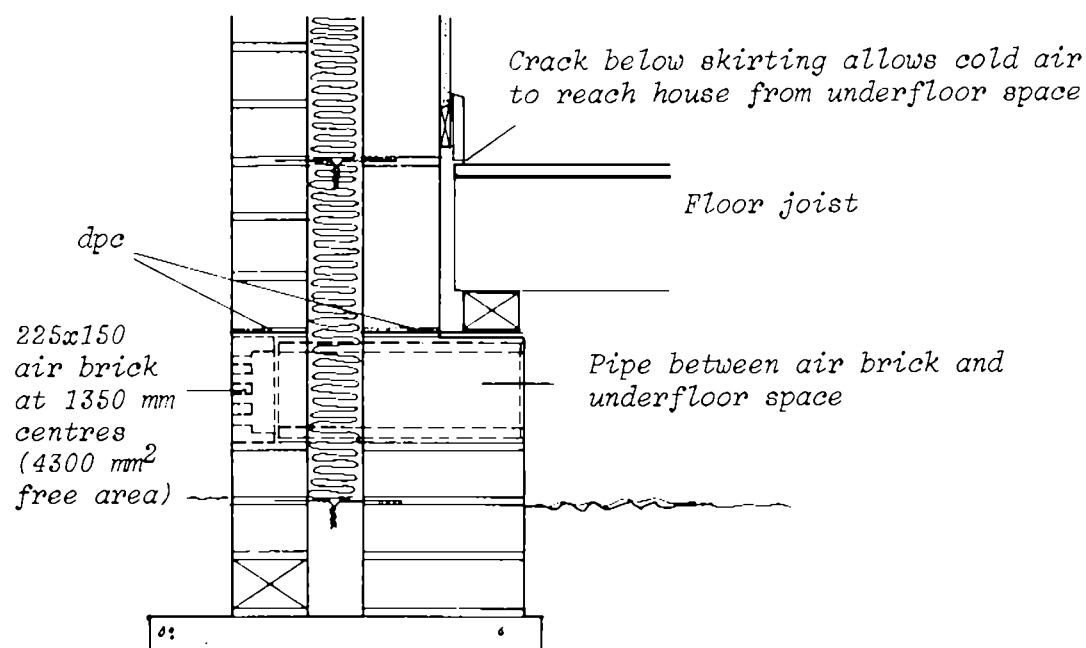 Crack below skirting allows cold air
to reach house from underfloor space
Floor joist
dpc
225x150
air brick
at 1350 mm
centres
(4300 mm²
free area)
Pipe between air brick and
underfloor space